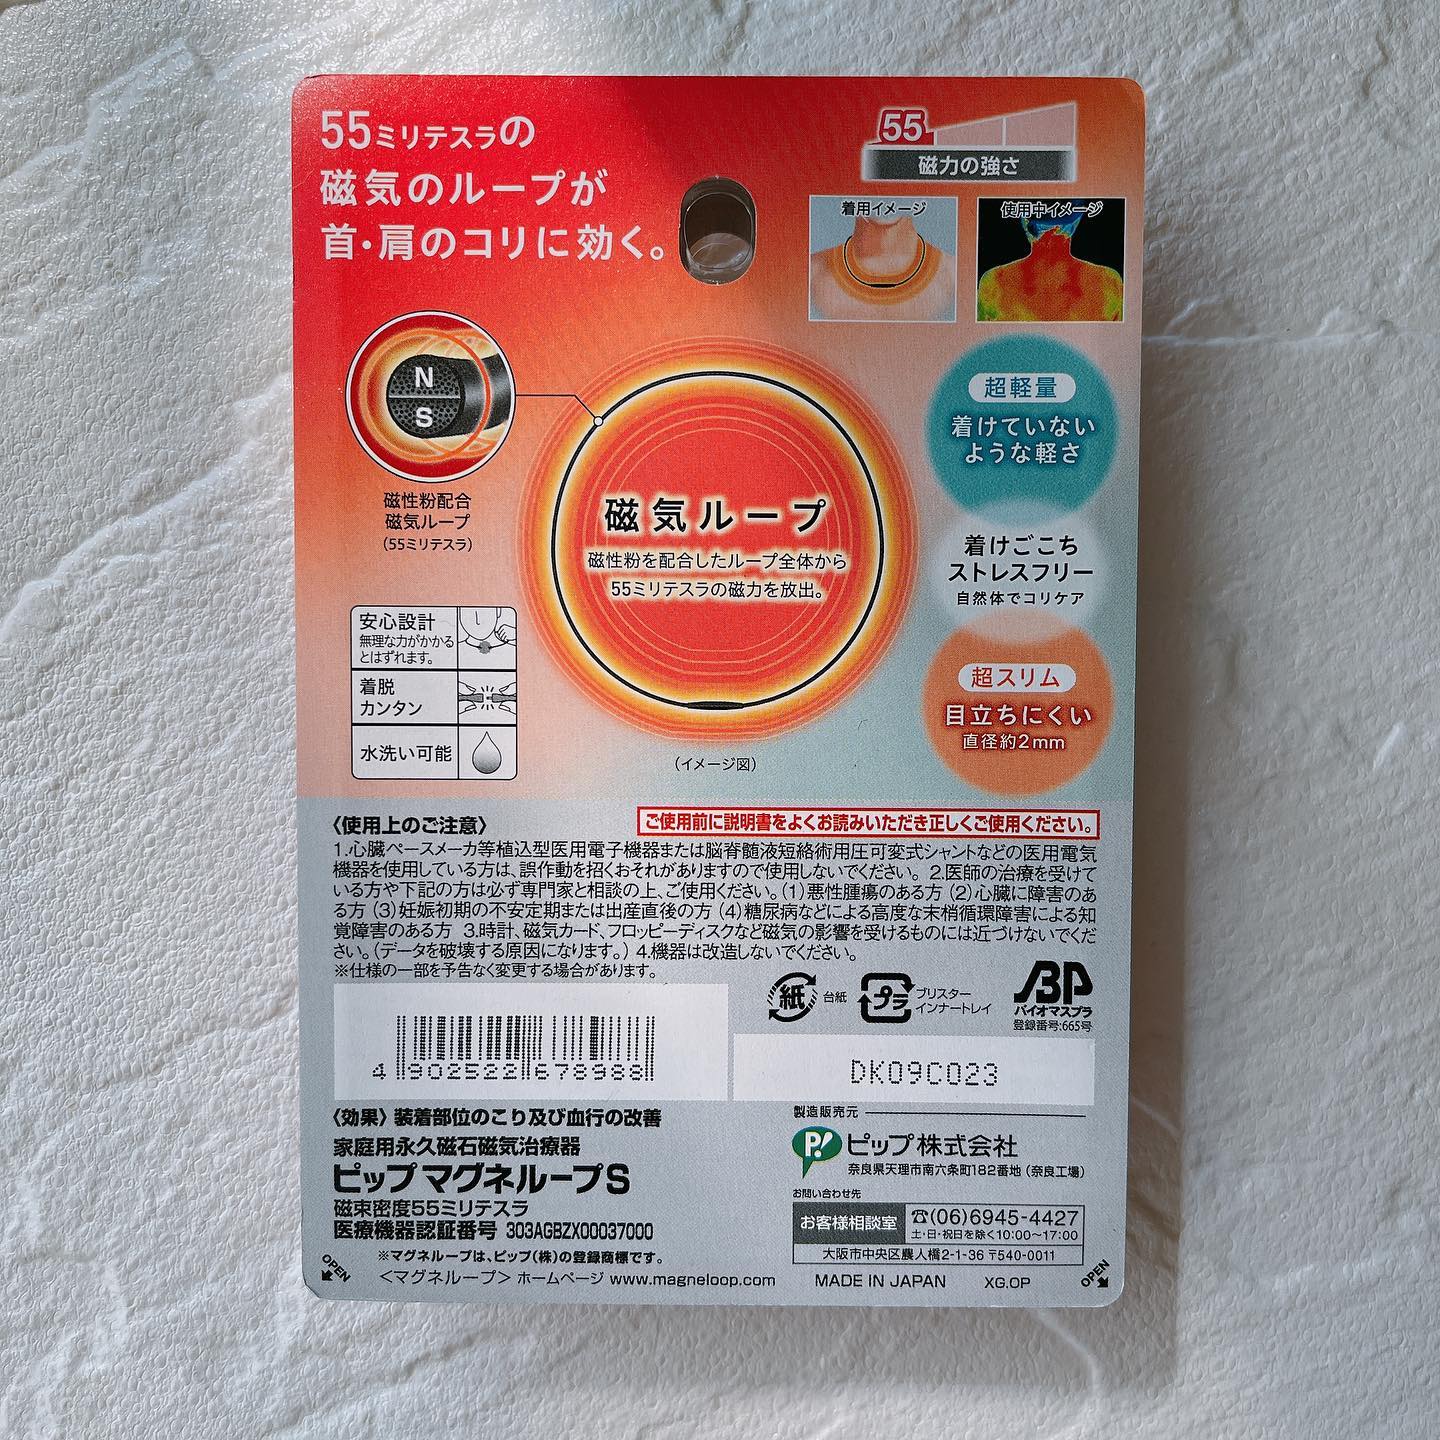 55ミリテスラの
磁気のループが
首・肩のコリに効く。
55
磁力の強さ
着用イメージ
使用中イメージ
N
S
磁性粉配合
磁気ループ
(55ミリテスラ)
磁気ループ
磁性粉を配合したループ全体から
55ミリテスラの磁力を放出。
(イメージ図)
超軽量
着けていない
ような軽さ
着けごこち
ストレスフリー
自然体でコリケア
超スリム
目立ちにくい
直径約2mm
安心設計
無理な力がかかる
とはずれます。
着脱
カンタン
水洗い可能
〈使用上のご注意〉
ご使用前に説明書をよくお読みいただき正しくご使用ください。
1.心臓ペースメーカ等植込型医用電子機器または脳脊髄液短絡術用圧可変式シャントなどの医用電気
機器を使用している方は、誤作動を招くおそれがありますので使用しないでください。 2.医師の治療を受けて
いる方や下記の方は必ず専門家と相談の上、ご使用ください。(1)悪性腫瘍のある方 (2)心臓に障害のあ
る方 (3)妊娠初期の不安定期または出産直後の方 (4)糖尿病などによる高度な末梢循環障害による知
覚障害のある方 3.時計、磁気カード、フロッピーディスクなど磁気の影響を受けるものには近づけないでくだ
さい。(データを破壊する原因になります。) 4.機器は改造しないでください。
※仕様の一部を予告なく変更する場合があります。
紙
台紙
プラ
ブリスター
インナートレイ
BP
バイオマスプラ
登録番号:665号
4 902522 678988
DK09C023
〈効果〉装着部位のこり及び血行の改善
家庭用永久磁石磁気治療器
ピップ マグネループS
磁束密度55ミリテスラ
医療機器認証番号 303AGBZX00037000
※マグネループは、ピップ(株)の登録商標です。
＜マグネループ＞ ホームページ www.magneloop.com
製造販売元
P!
ピップ株式会社
奈良県天理市南六条町182番地(奈良工場)
お問い合わせ先
お客様相談室
☎(06)6945-4427
土・日・祝日を除く10:00〜17:00
大阪市中央区農人橋2-1-36 〒540-0011
MADE IN JAPAN
XG.OP
OPEN
OPEN